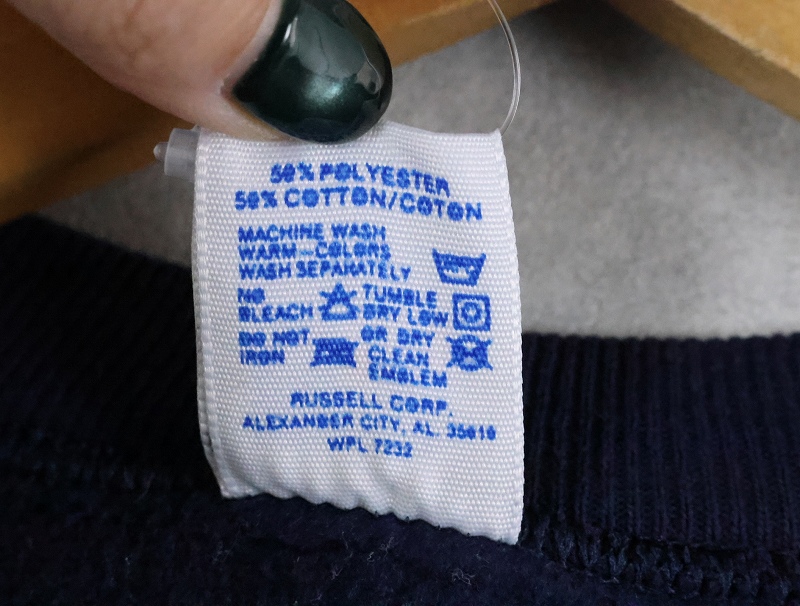 50% POLYESTER
50% COTTON/COTON
MACHINE WASH
WARM-COLORS
WASH SEPARATELY
NO
BLEACH
TUMBLE
DRY LOW
DO NOT
IRON
OR DRY
CLEAN
EMBLEM
RUSSELL CORP.
ALEXANDER CITY, AL. 35010
WPL 7232